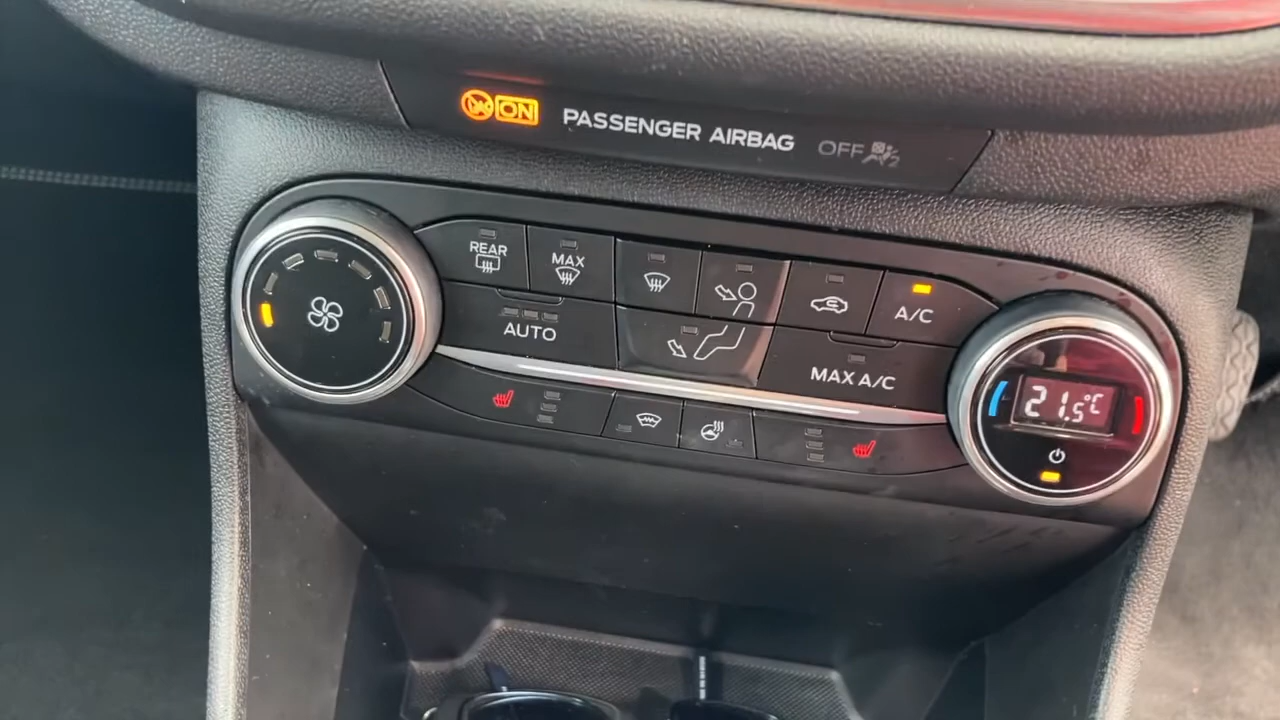 ON PASSENGER AIRBAG OFF
REAR
MAX
A/C
AUTO
MAX A/C
21.5°C